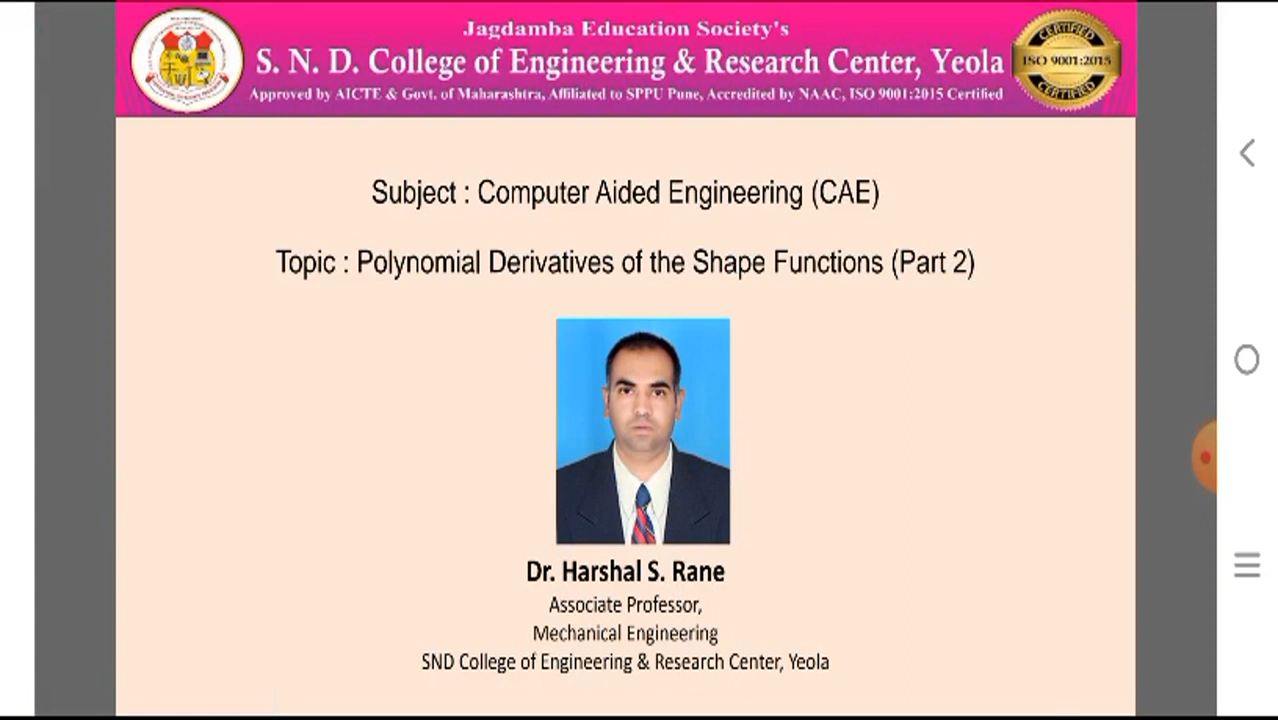 Jagdamba Education Society's
S. N. D. College of Engineering & Research Center, Yeola
Approved by AICTE & Govt. of Maharashtra, Affiliated to SPPU Pune, Accredited by NAAC, ISO 9001:2015 Certified
CERTIFIED
ISO 9001:2015
CERTIFIED
Subject : Computer Aided Engineering (CAE)
Topic : Polynomial Derivatives of the Shape Functions (Part 2)
Dr. Harshal S. Rane
Associate Professor,
Mechanical Engineering
SND College of Engineering & Research Center, Yeola